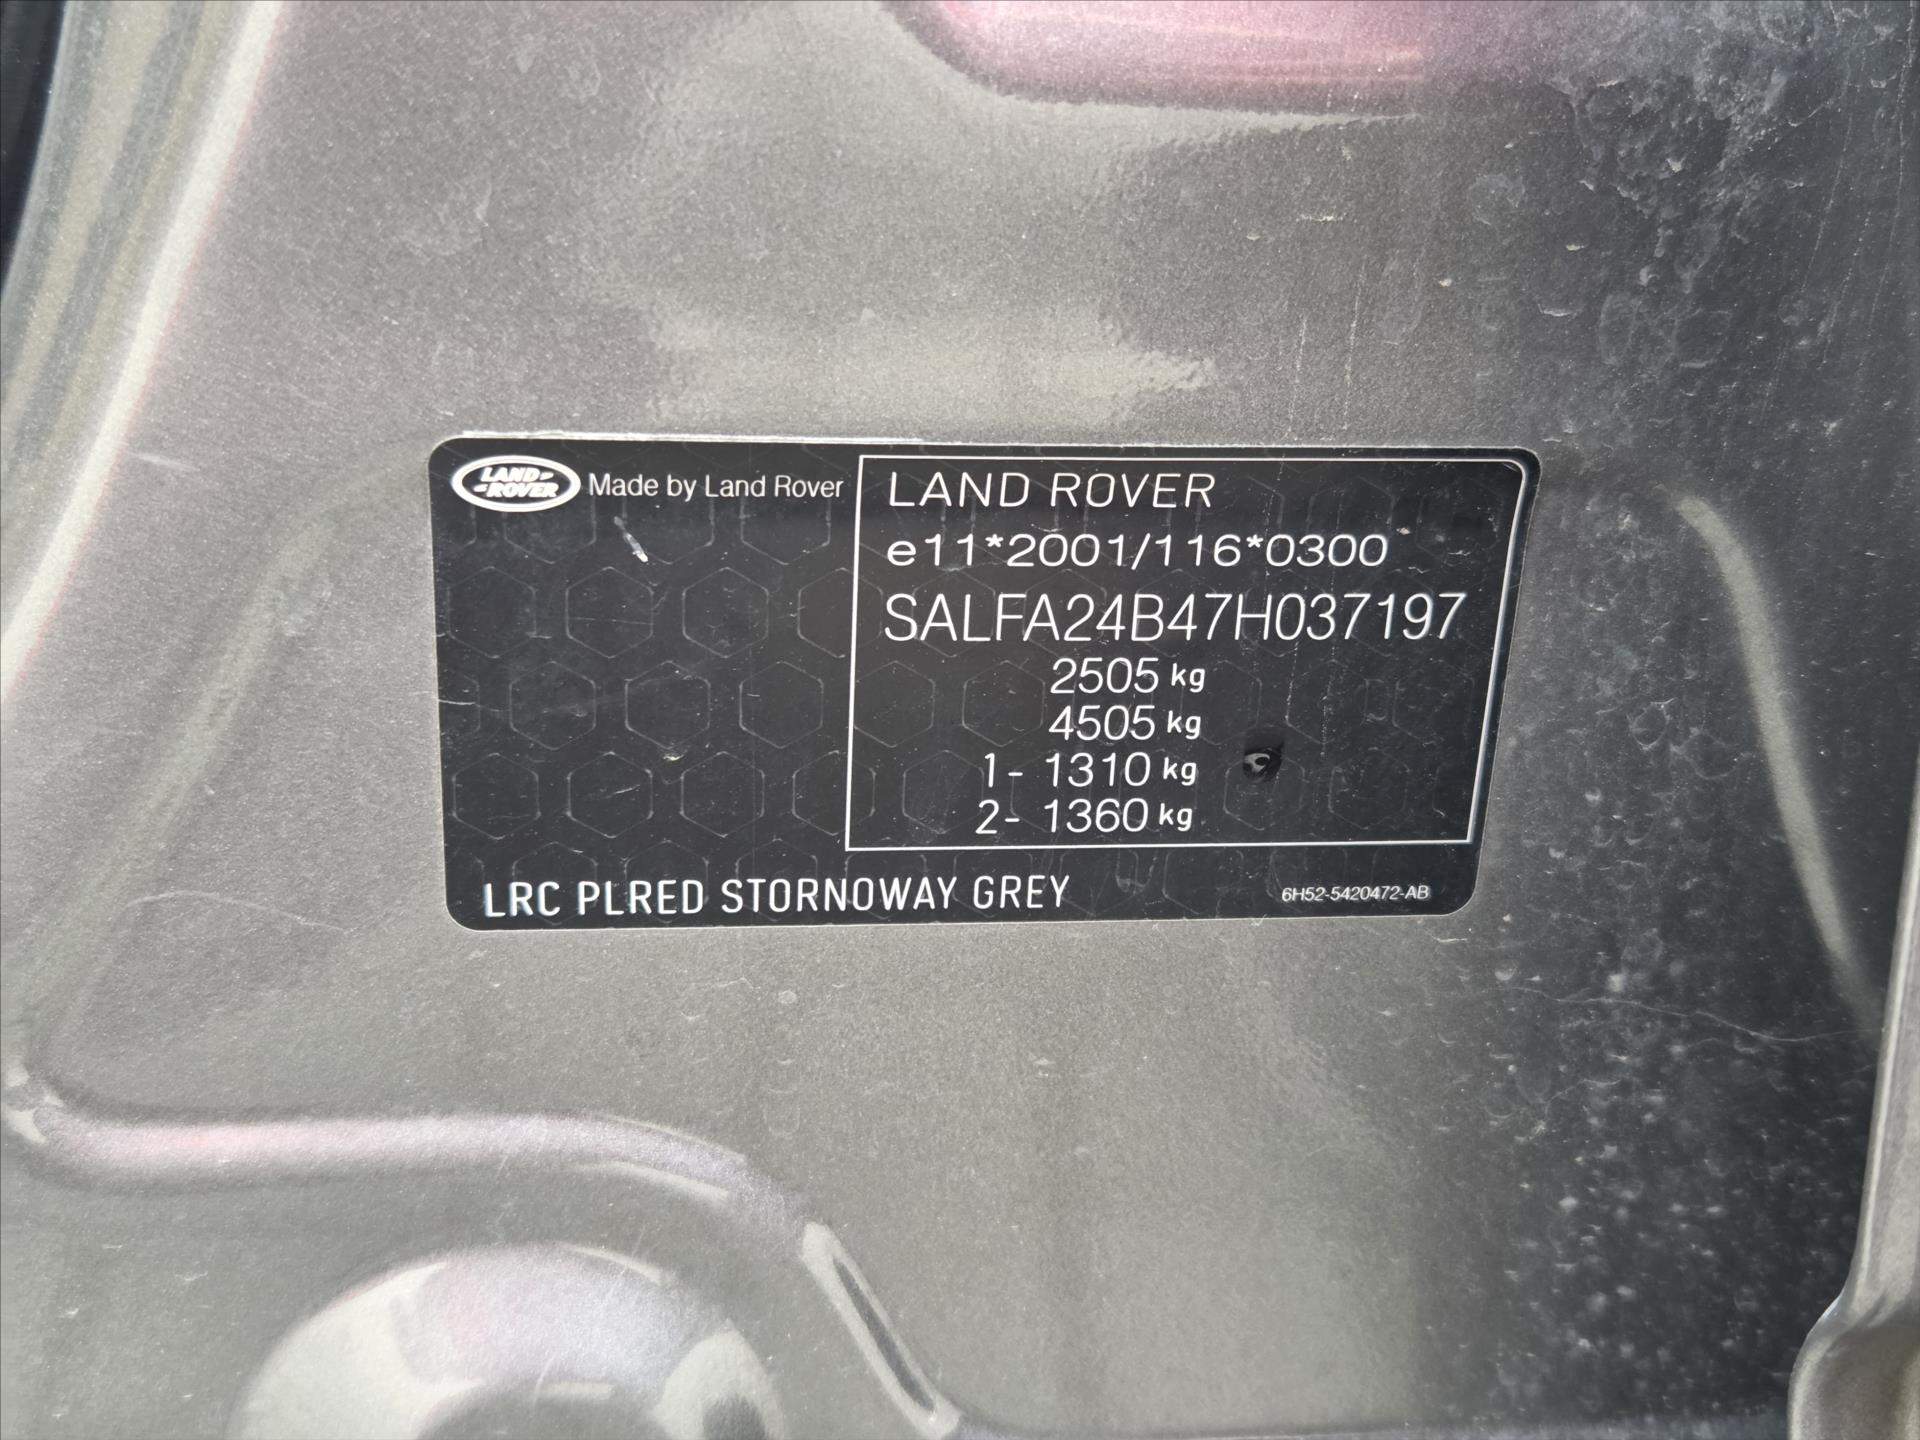 LAND ROVER
Made by Land Rover
LAND ROVER
e11*2001/116*0300
SALFA24B47H037197
2505 kg
4505 kg
1- 1310 kg
2- 1360 kg
LRC PLRED STORNOWAY GREY
6H52-5420472-AB